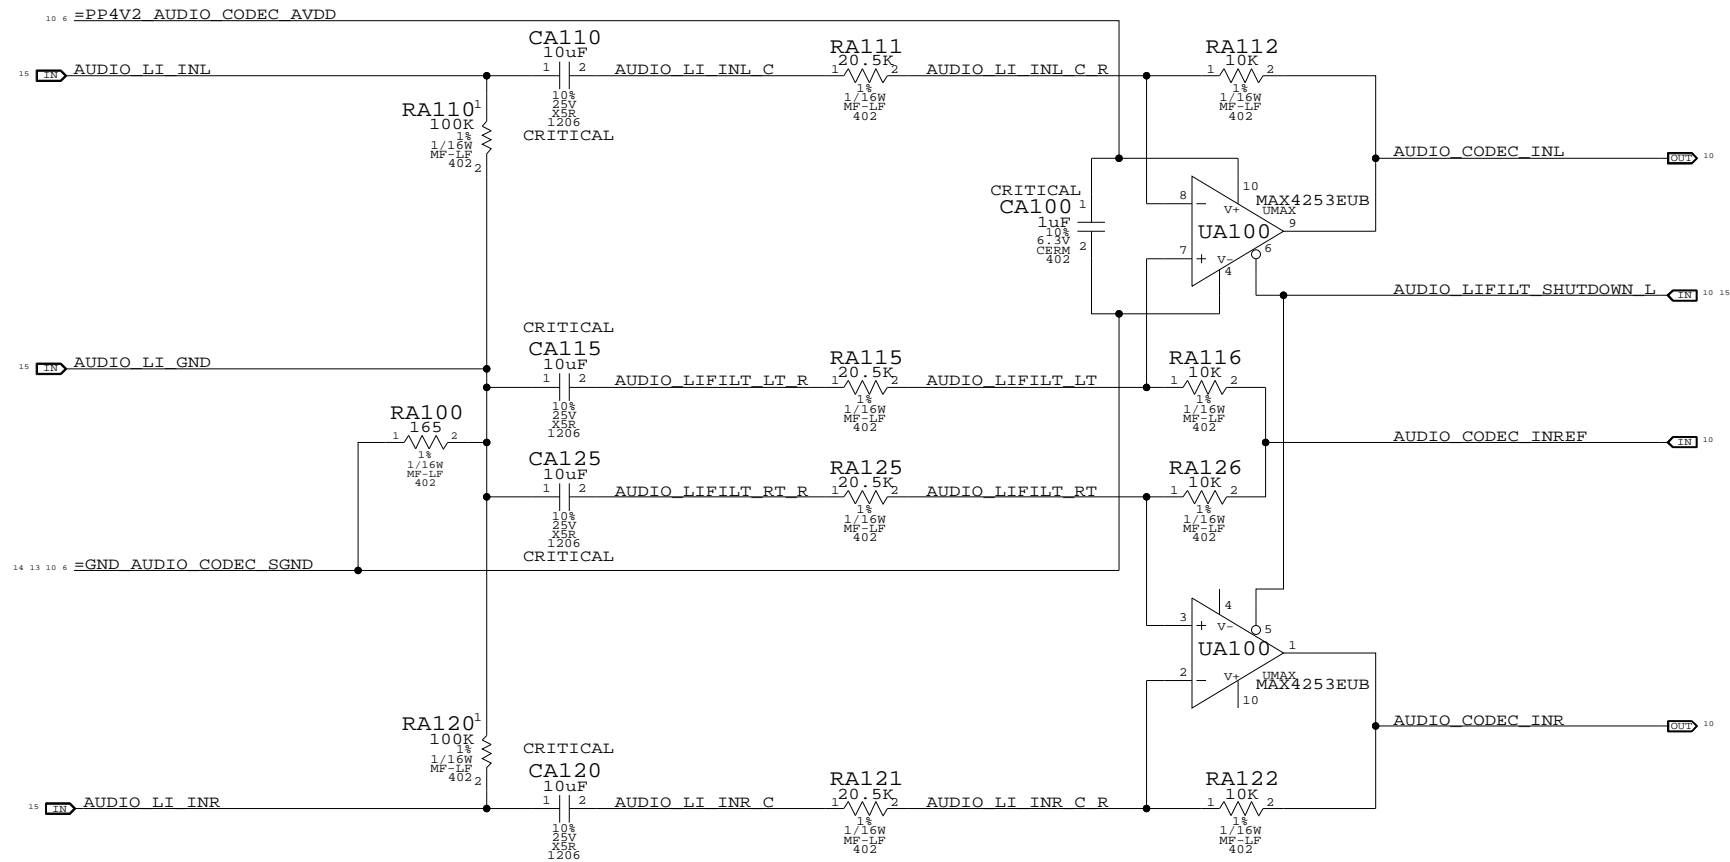 10 6 =PP4V2_AUDIO_CODEC_AVDD
CA110
10uF
1 2
10%
25V
X5R
1206
CRITICAL
RA111
20.5K
1 2
1%
1/16W
MF-LF
402
RA112
10K
1 2
1%
1/16W
MF-LF
402
15 IN AUDIO_LI_INL
AUDIO_LI_INL_C
AUDIO_LI_INL_C_R
RA110
100K
1%
1/16W
MF-LF
402
1
2
AUDIO_CODEC_INL OUT 10
CRITICAL
CA100
1uF
10%
6.3V
CERM
402
1
2
10
MAX4253EUB
UMAX
V+
8
UA100
9
7
V-
6
4
AUDIO_LIFILT_SHUTDOWN_L IN 10 15
CRITICAL
CA115
10uF
1 2
10%
25V
X5R
1206
15 IN AUDIO_LI_GND
AUDIO_LIFILT_LT_R
RA115
20.5K
1 2
1%
1/16W
MF-LF
402
AUDIO_LIFILT_LT
RA116
10K
1 2
1%
1/16W
MF-LF
402
RA100
165
1 2
1%
1/16W
MF-LF
402
AUDIO_CODEC_INREF IN 10
CA125
10uF
1 2
10%
25V
X5R
1206
CRITICAL
AUDIO_LIFILT_RT_R
RA125
20.5K
1 2
1%
1/16W
MF-LF
402
AUDIO_LIFILT_RT
RA126
10K
1 2
1%
1/16W
MF-LF
402
14 13 10 6 =GND_AUDIO_CODEC_SGND
4
3
V-
5
UA100
1
2
V+
UMAX
MAX4253EUB
10
RA120
100K
1%
1/16W
MF-LF
402
1
2
AUDIO_CODEC_INR OUT 10
CRITICAL
CA120
10uF
1 2
10%
25V
X5R
1206
15 IN AUDIO_LI_INR
AUDIO_LI_INR_C
RA121
20.5K
1 2
1%
1/16W
MF-LF
402
AUDIO_LI_INR_C_R
RA122
10K
1 2
1%
1/16W
MF-LF
402